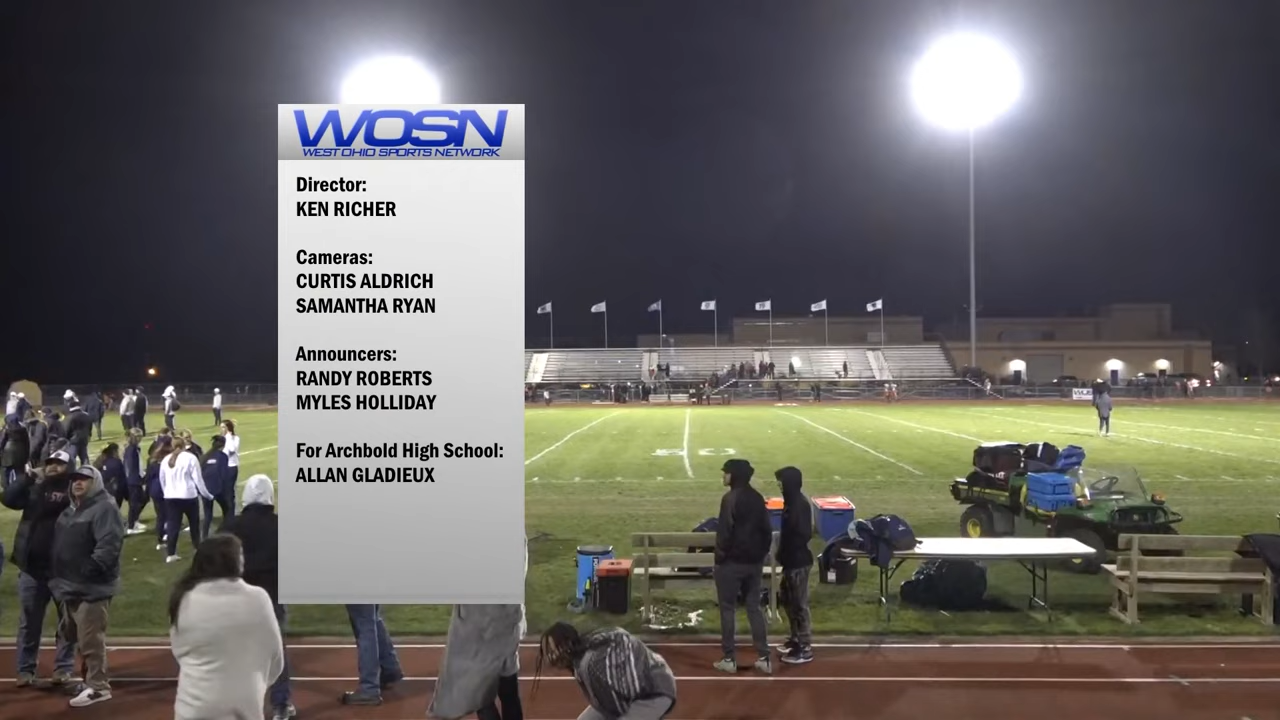 WOSN
WEST OHIO SPORTS NETWORK
Director:
KEN RICHER
Cameras:
CURTIS ALDRICH
SAMANTHA RYAN
Announcers:
RANDY ROBERTS
MYLES HOLLIDAY
For Archbold High School:
ALLAN GLADIEUX
50